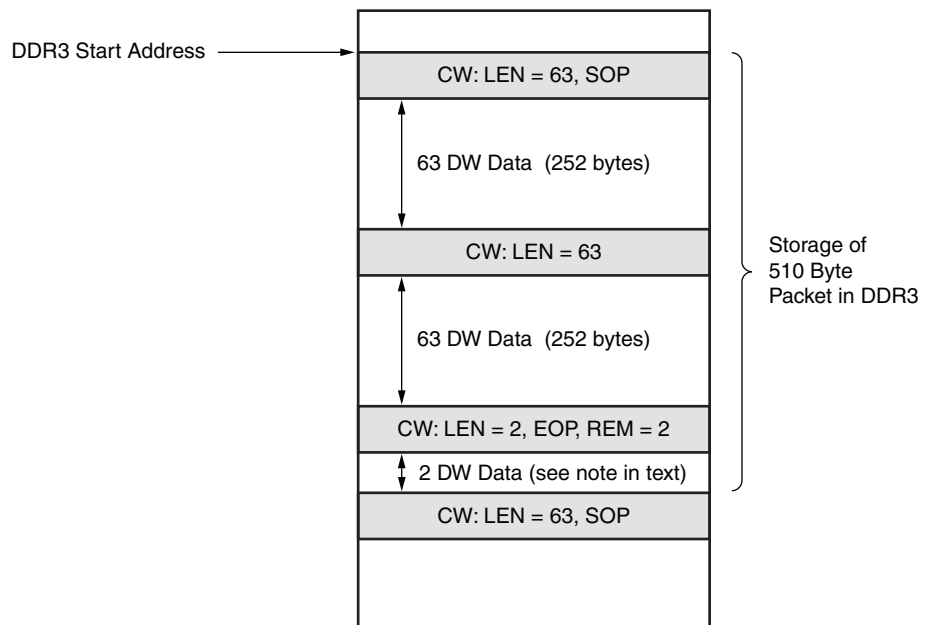 DDR3 Start Address
CW: LEN = 63, SOP
63 DW Data (252 bytes)
CW: LEN = 63
63 DW Data (252 bytes)
CW: LEN = 2, EOP, REM = 2
2 DW Data (see note in text)
CW: LEN = 63, SOP
Storage of
510 Byte
Packet in DDR3